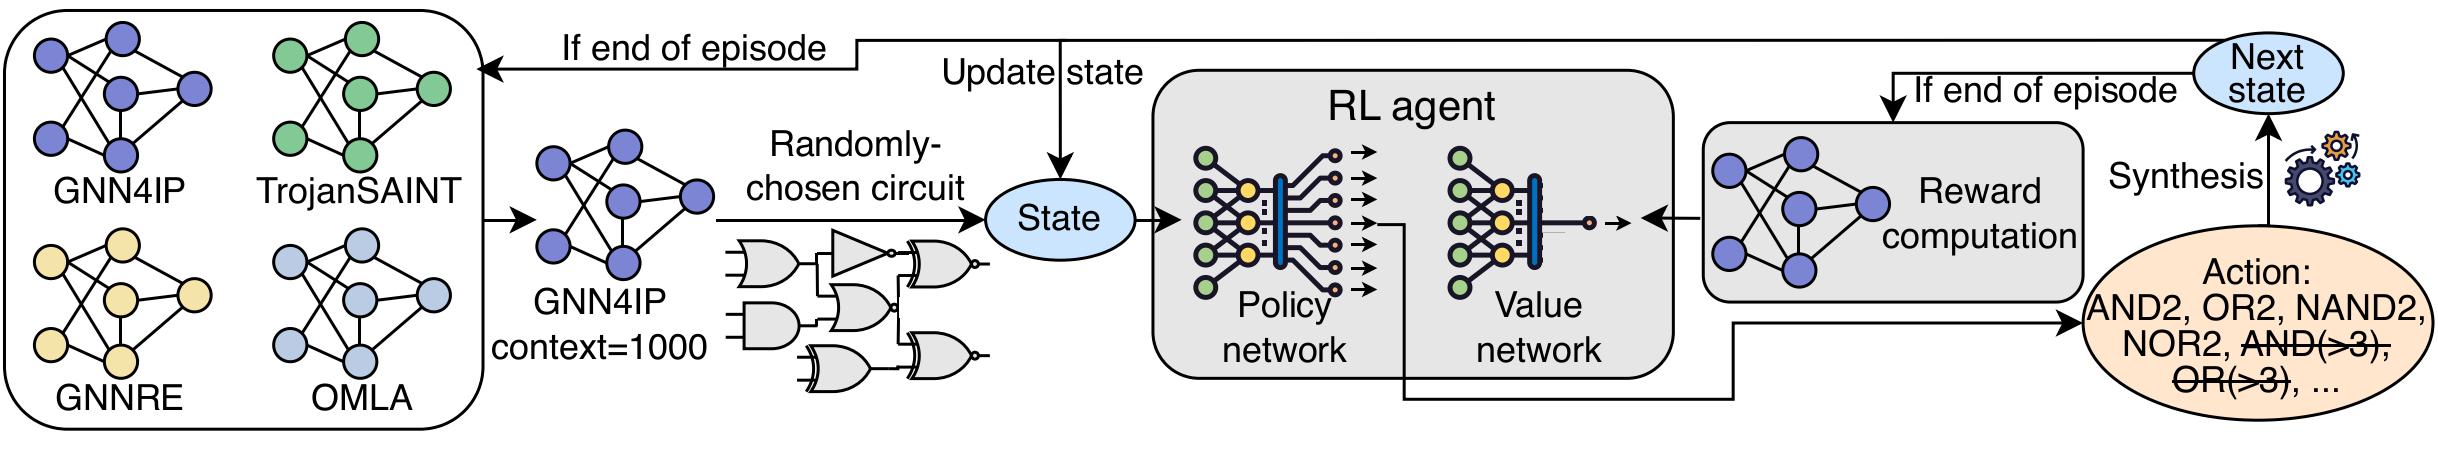 GNN4IP
TrojanSAINT
GNNRE
OMLA
If end of episode
GNN4IP
context=1000
Randomly-
chosen circuit
Update state
State
RL agent
Policy
network
Value
network
Reward
computation
If end of episode
Next
state
Synthesis
Action:
AND2, OR2, NAND2,
NOR2, AND(>3),
OR(>3), ...